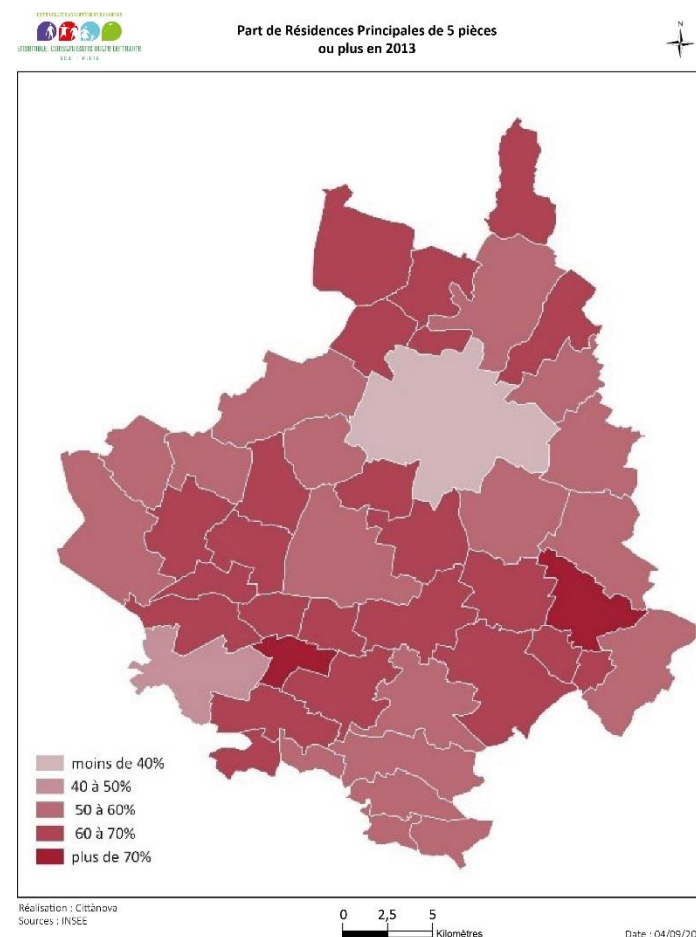 Part de Résidences Principales de 5 pièces
ou plus en 2013
N
moins de 40%
40 à 50%
50 à 60%
60 à 70%
plus de 70%
Réalisation : Cittànova
Sources : INSEE
0 2,5 5
Kilomètres
Date : 04/09/20